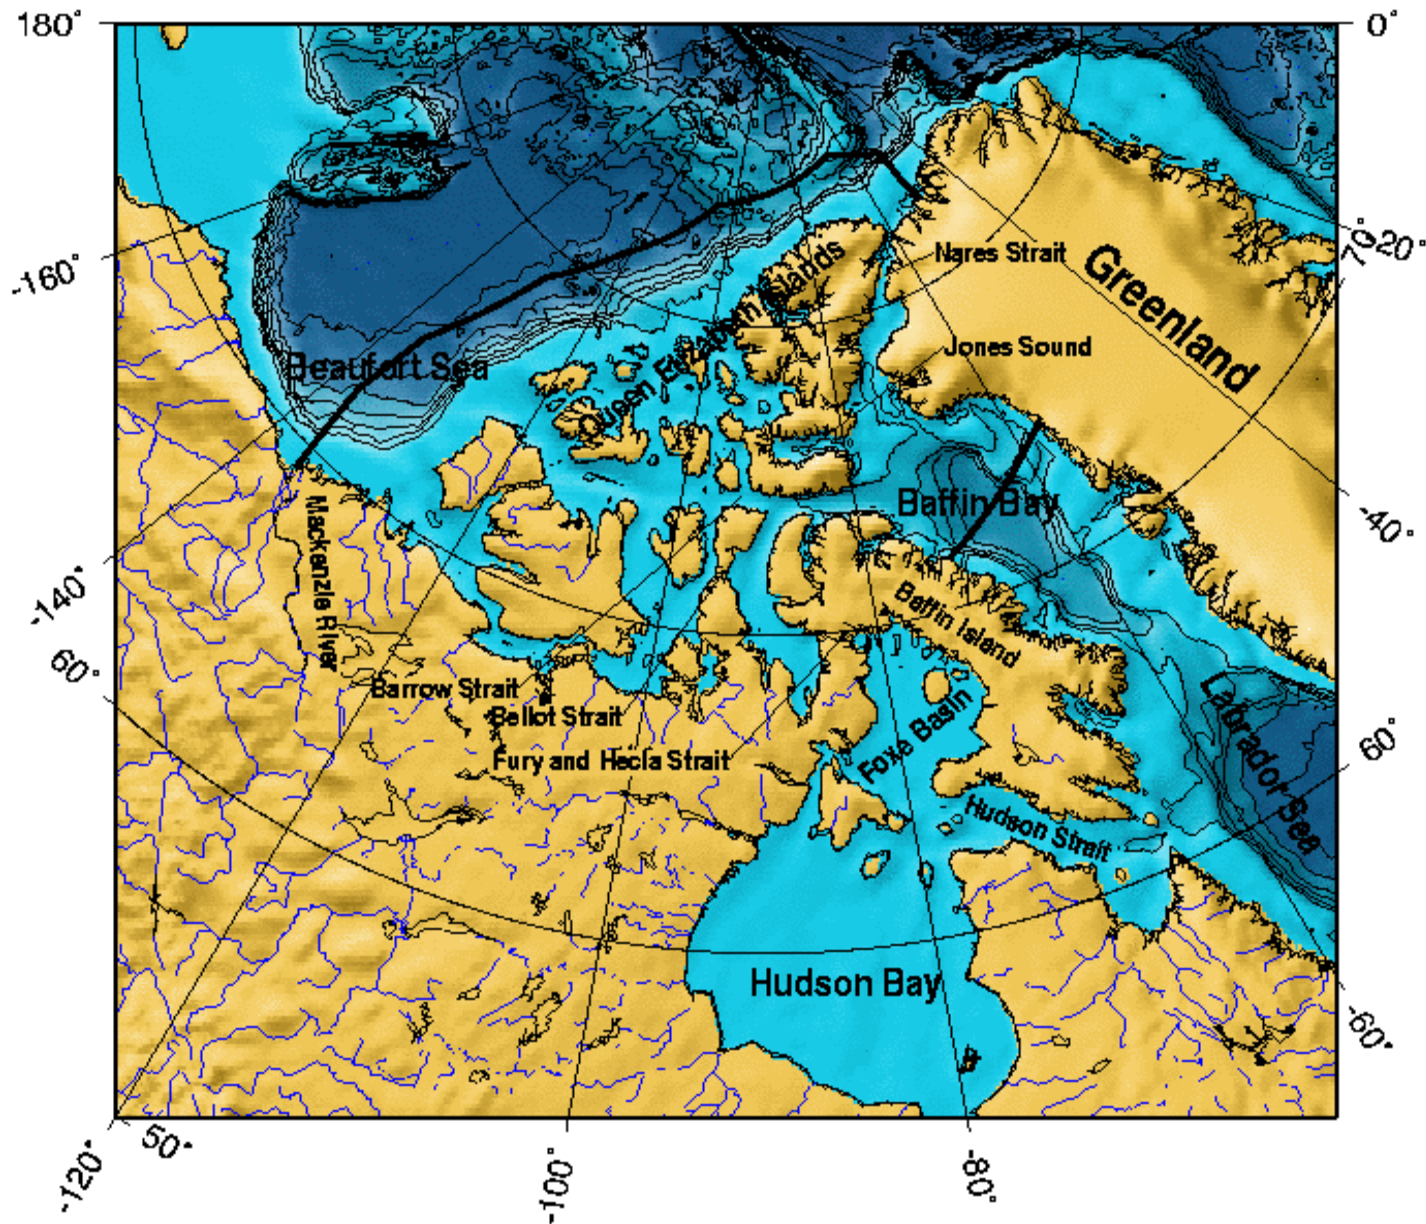 180°
0°
-20°
70°
-160°
Nares Strait
Greenland
Queen Elizabeth Islands
Jones Sound
Beaufort Sea
Baffin Bay
-40°
Mackenzie River
-140°
Baffin Island
60°
Barrow Strait
Bellot Strait
Fury and Hecla Strait
Foxe Basin
Labrador Sea
60°
Hudson Strait
Hudson Bay
-60°
-120°
50°
-100°
-80°